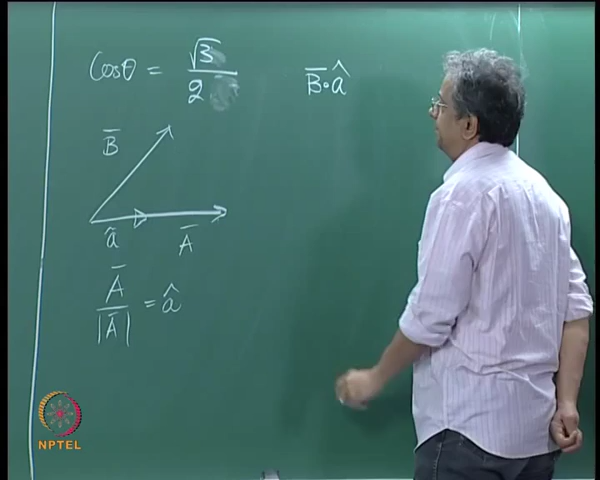 Cosθ = √3 / 2
B̅•â
B̅
â
A̅
A̅ / |A̅| = â
NPTEL